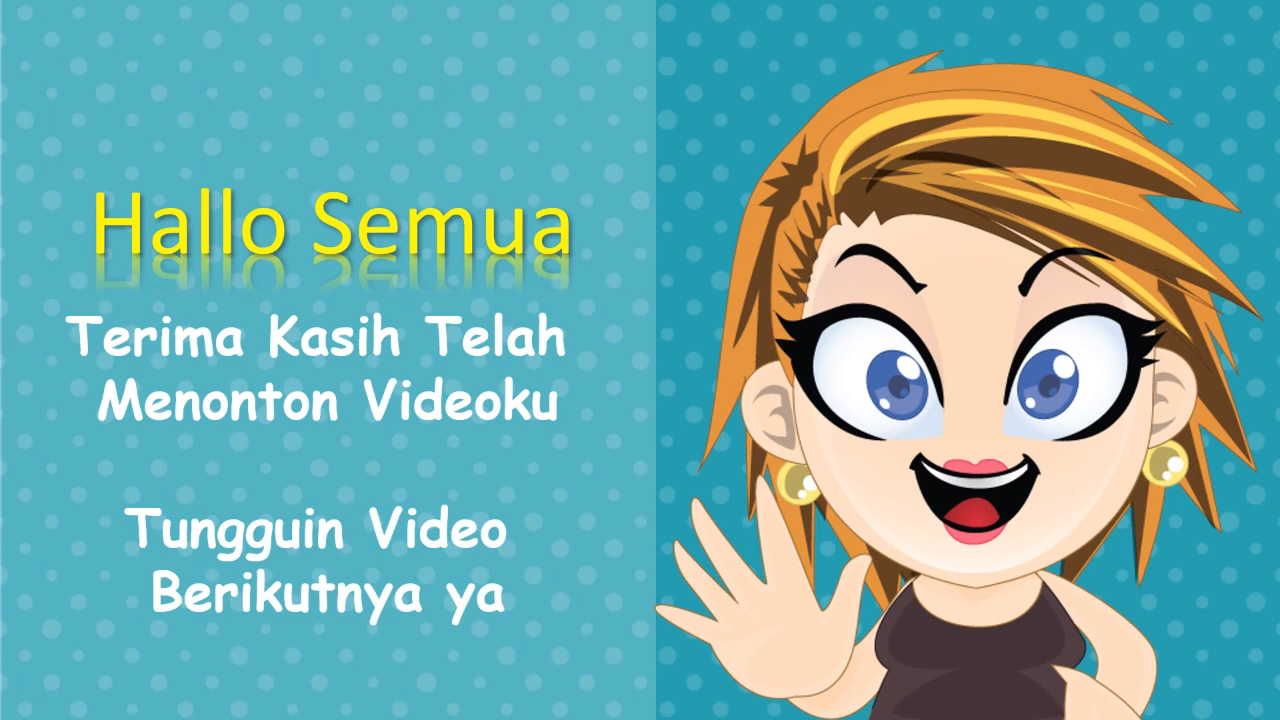 Hallo Semua
Terima Kasih Telah
Menonton Videoku
Tungguin Video
Berikutnya ya